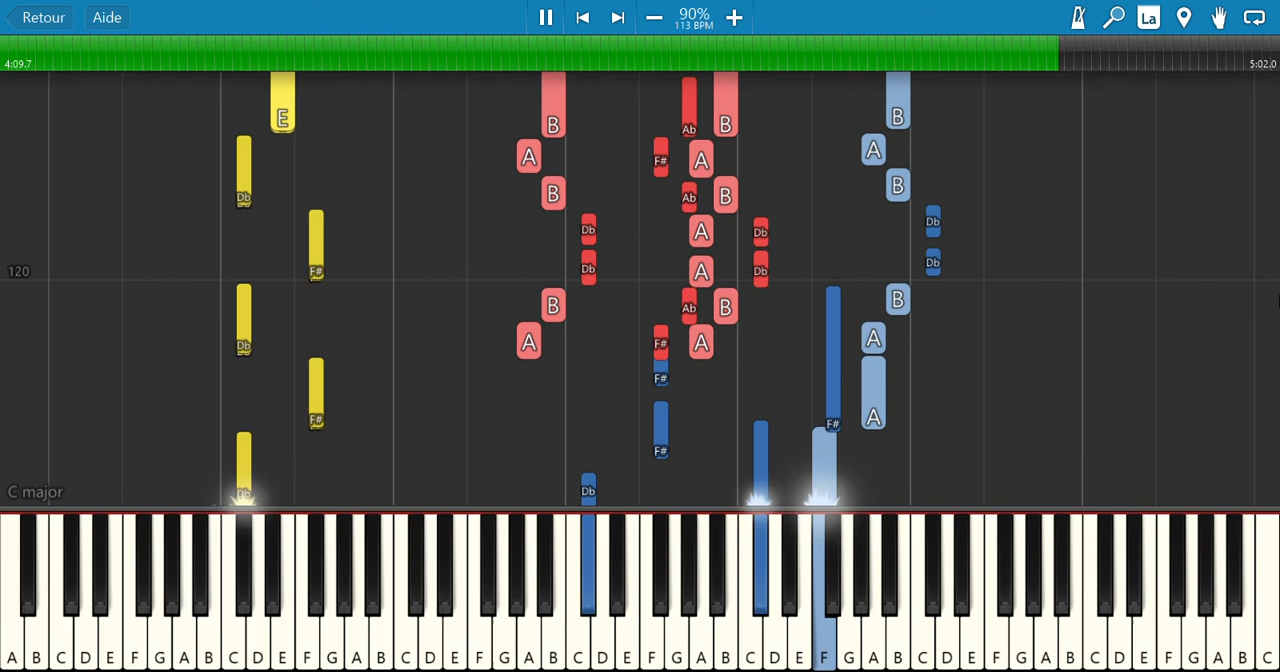 Retour Aide 90% La
113 BPM
4:09.7 5:02.0
E B Ab B B
Db A F# A A
B Ab B B
F# Db A Db Db
120 Db A Db Db
Db B Ab B B
A F# A A
F#
F# F# F# A
C major Db Db
A B C D E F G A B C D E F G A B C D E F G A B C D E F G A B C D E F G A B C D E F G A B C D E F G A B C